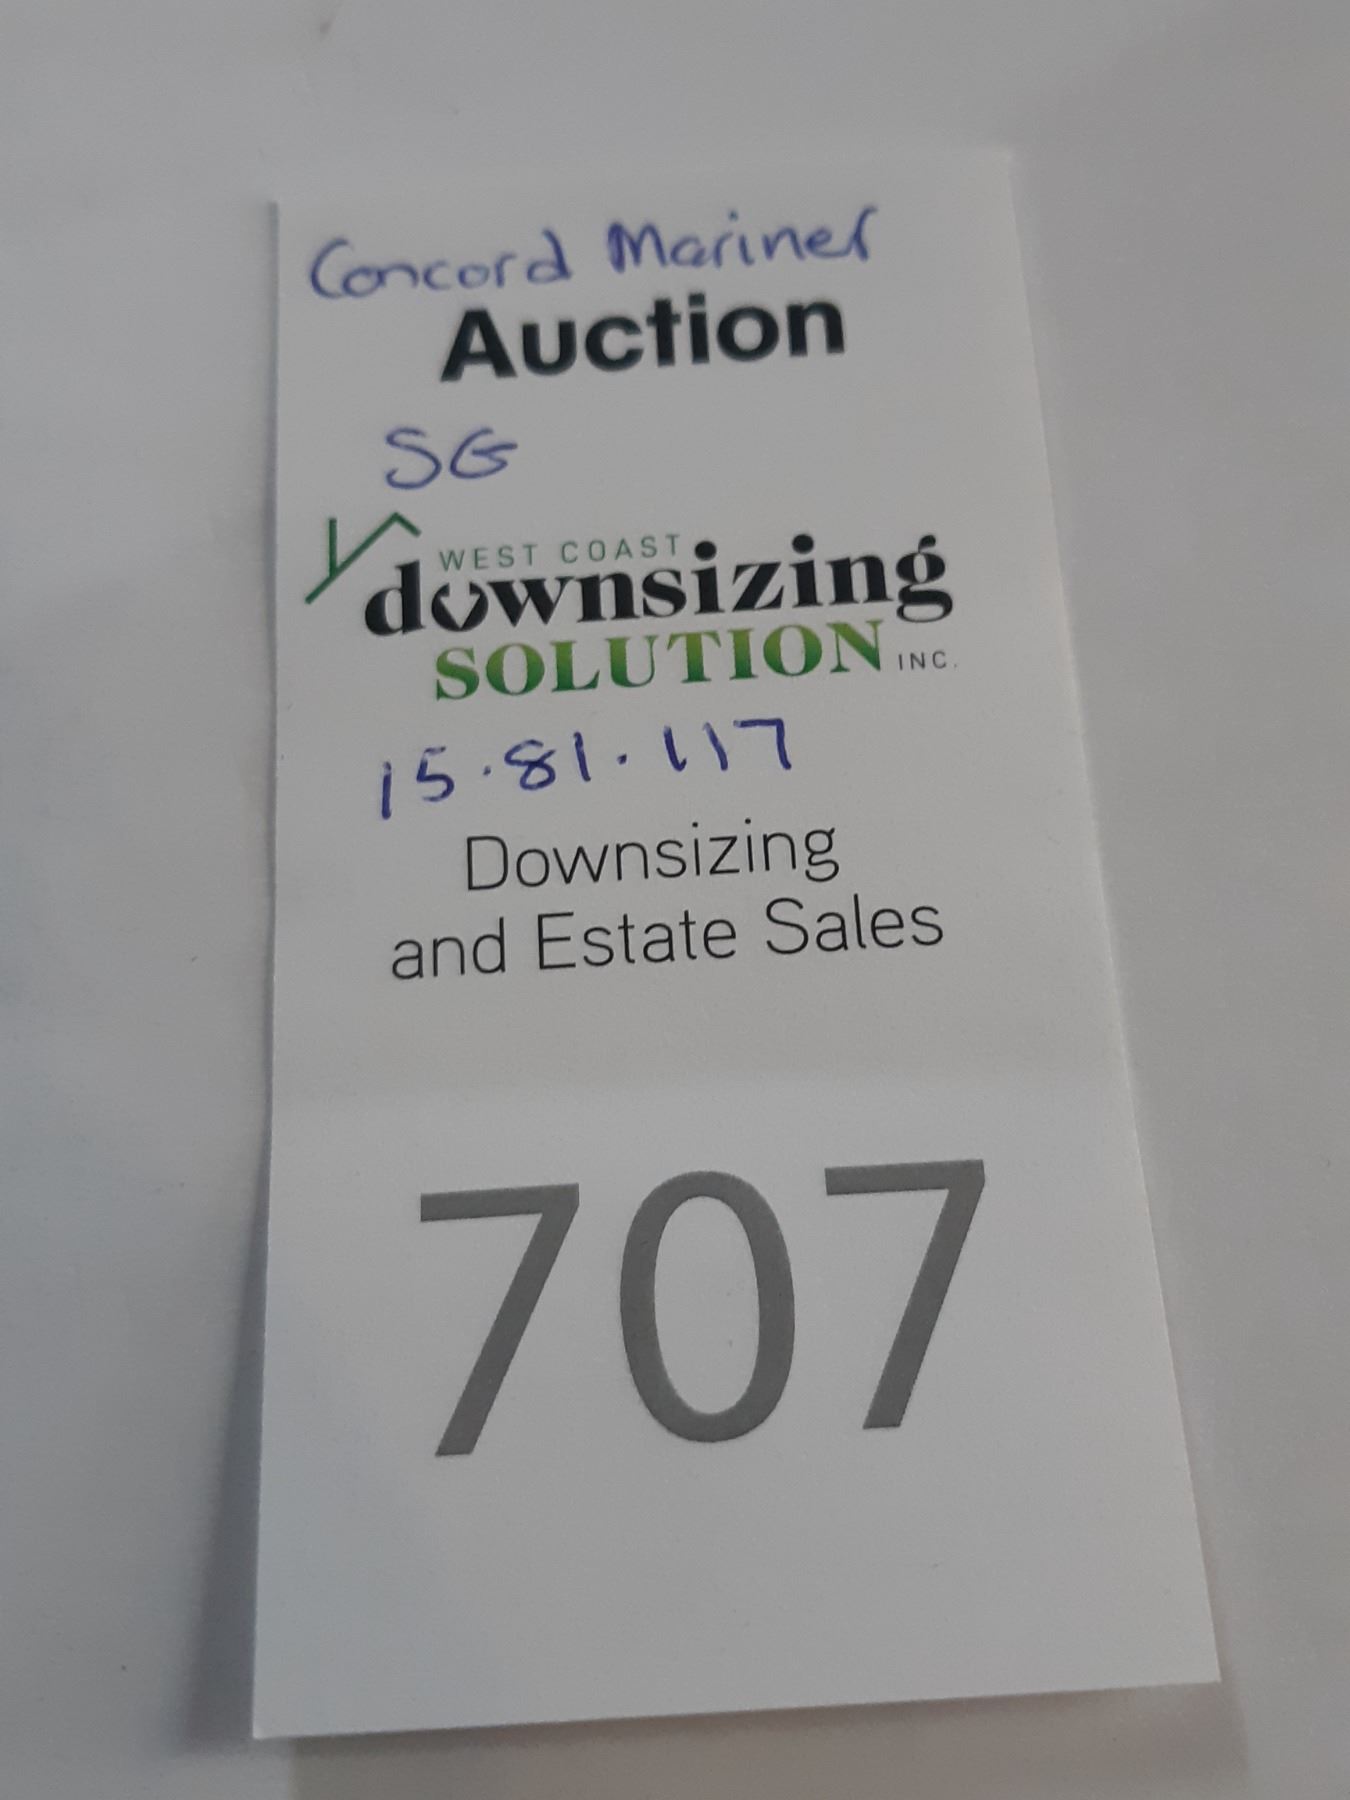 Concord Mariner
Auction
SG
WEST COAST
downsizing
SOLUTION INC.
15.81.117
Downsizing
and Estate Sales
707